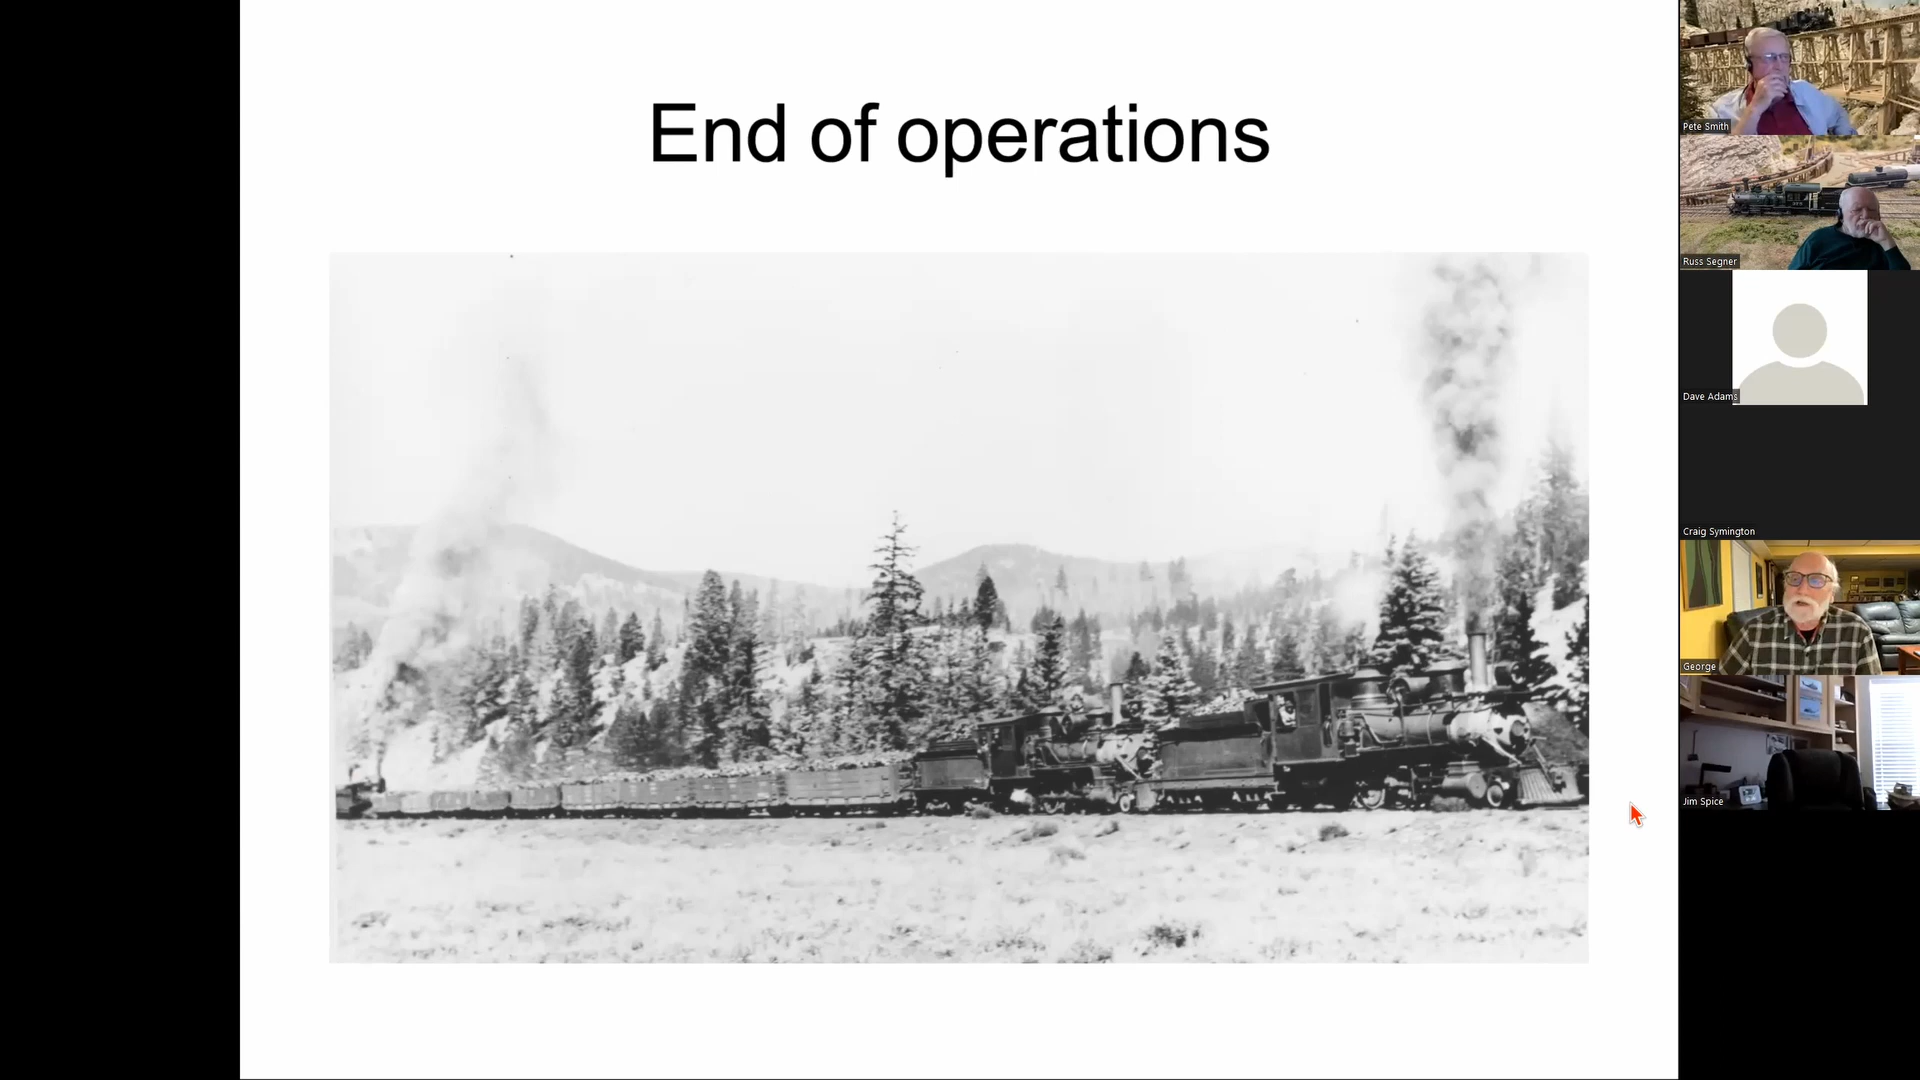 End of operations
Pete Smith
Russ Segner
Dave Adams
Craig Symington
George
Jim Spice